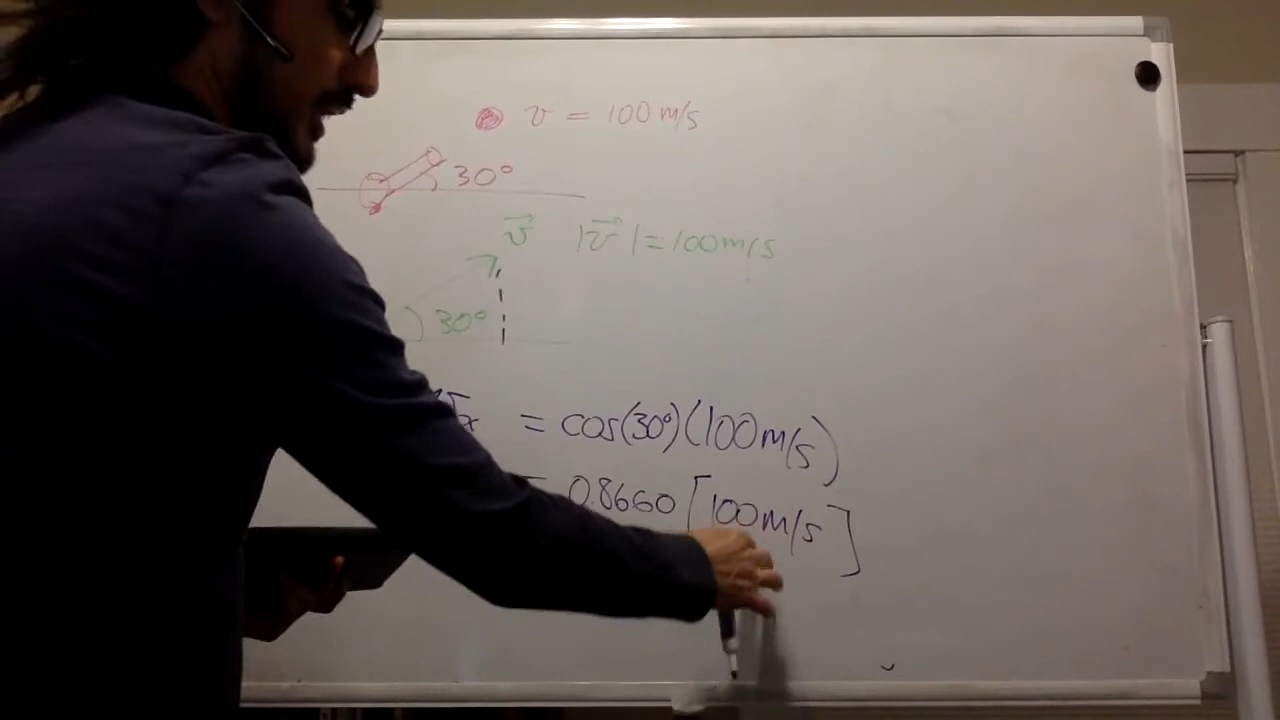 v = 100 m/s
30°
v⃗ |v⃗| = 100 m/s
30°
= cos(30°)(100 m/s)
= 0.8660 [100 m/s]